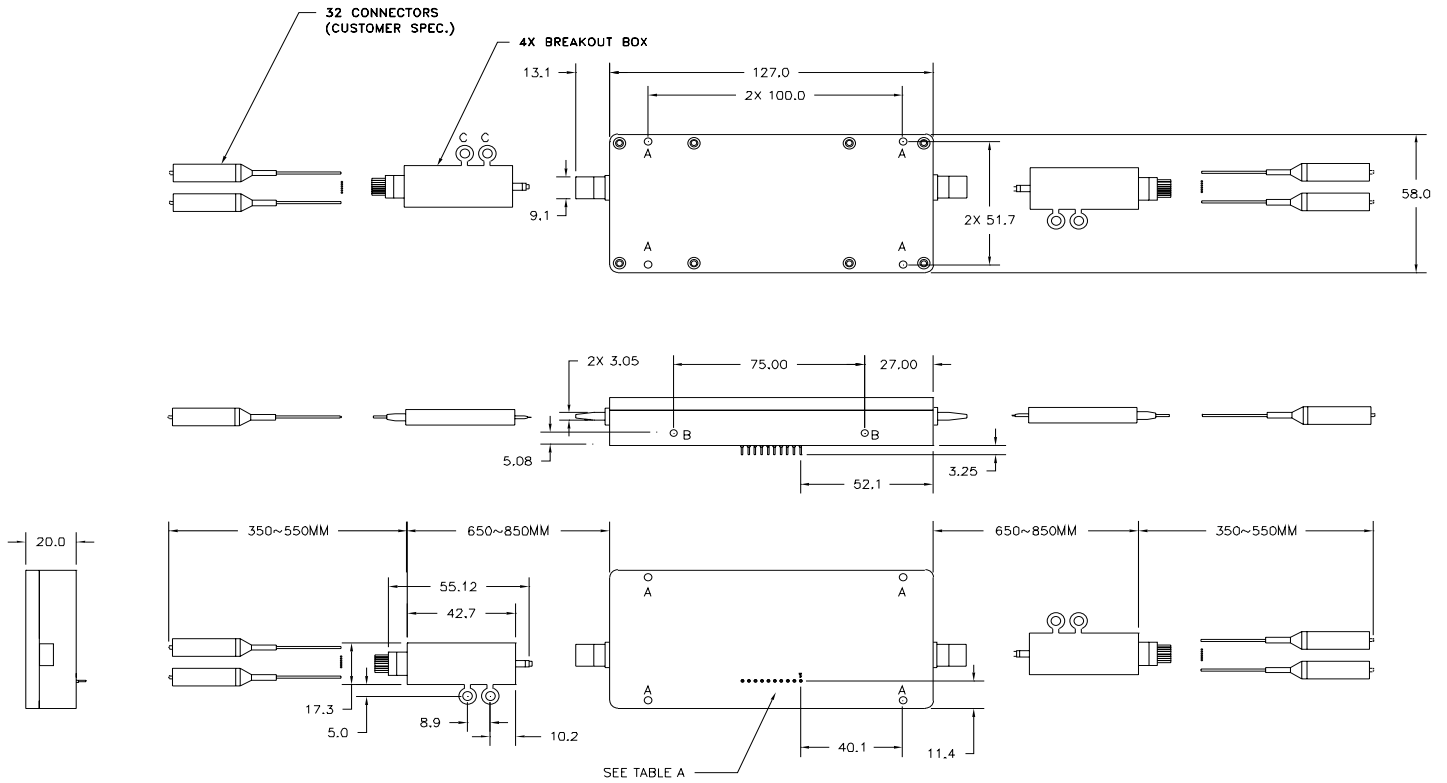 32 CONNECTORS
(CUSTOMER SPEC.)
4X BREAKOUT BOX
13.1
127.0
2X 100.0
C C
A
A
9.1
2X 51.7
58.0
A
A
2X 3.05
75.00
27.00
B
B
5.08
3.25
52.1
20.0
350~550MM
650~850MM
650~850MM
350~550MM
55.12
42.7
A
A
A
A
17.3
5.0
8.9
10.2
40.1
11.4
SEE TABLE A